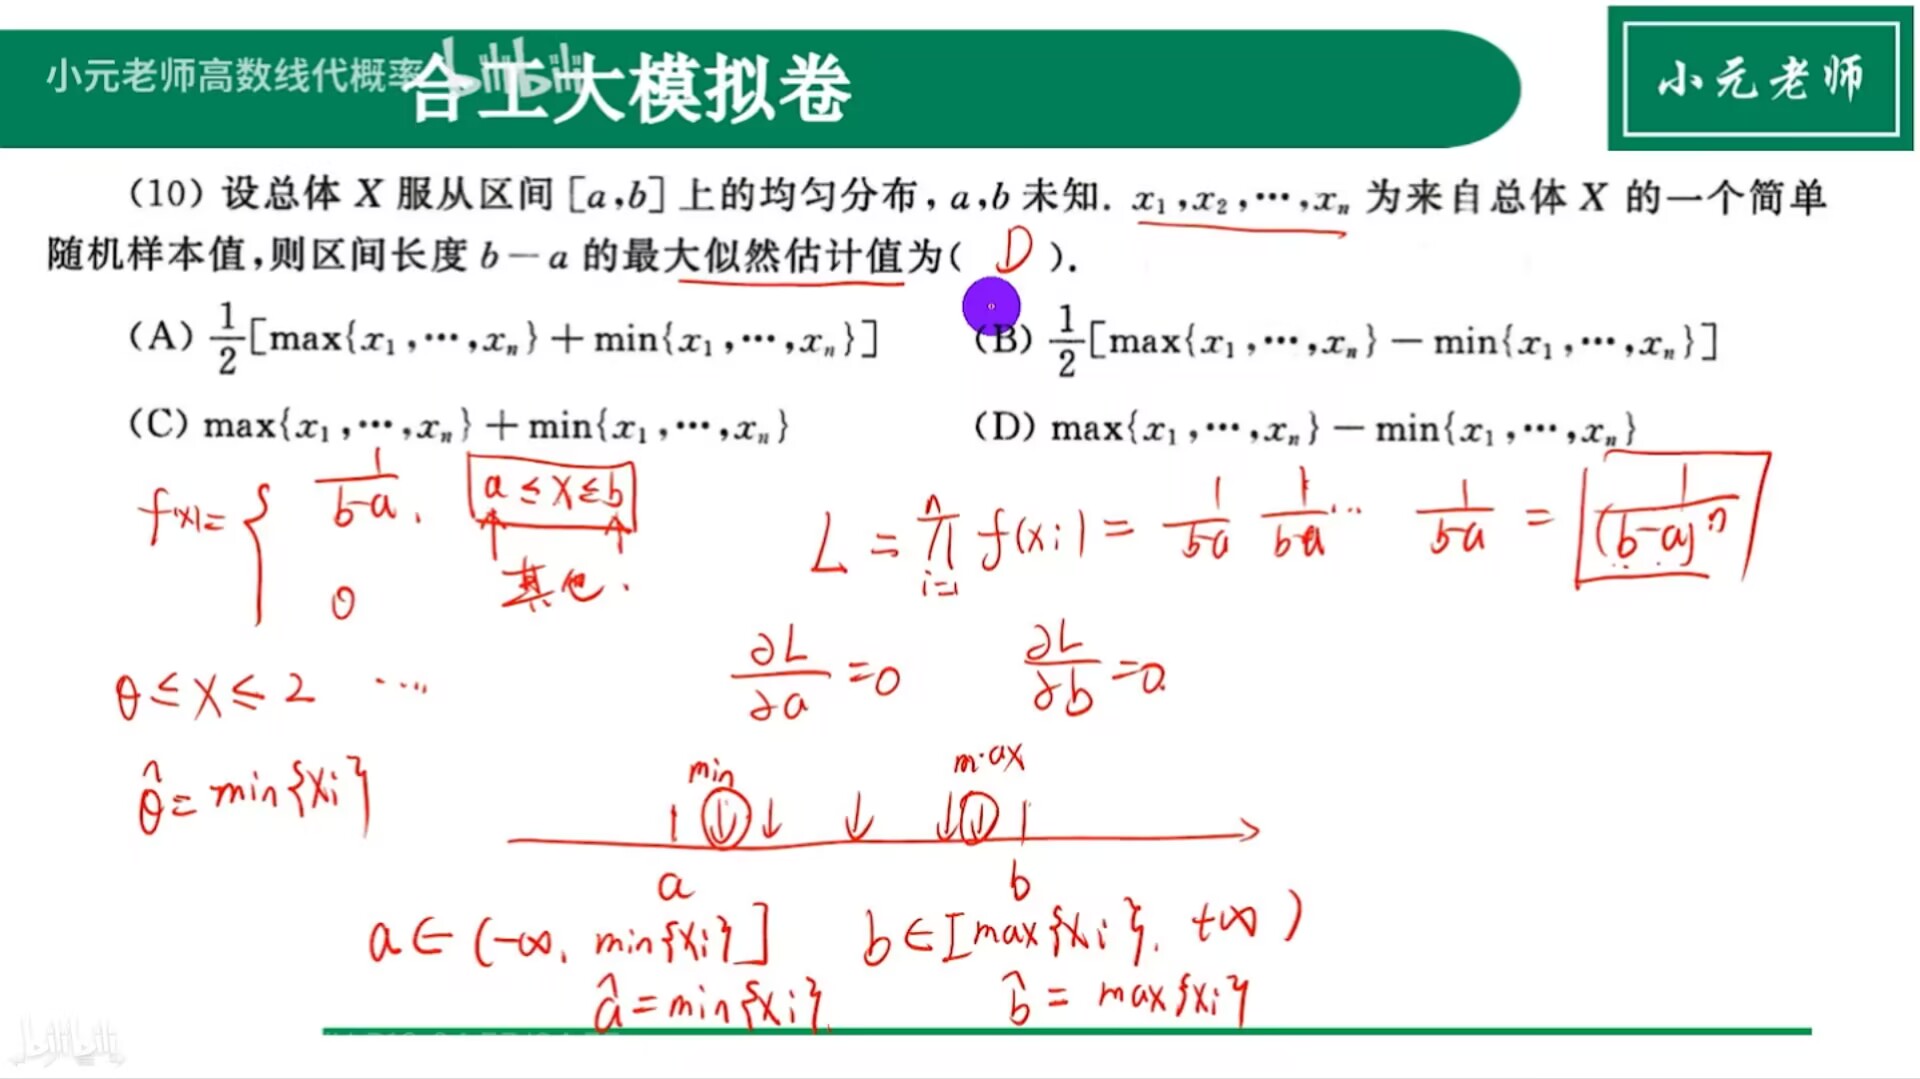 小元老师高数线代概率
合工大模拟卷
小元老师
bilibili
(10) 设总体 X 服从区间 [a,b] 上的均匀分布, a,b 未知. x₁,x₂,…,xₙ 为来自总体 X 的一个简单
随机样本值,则区间长度 b－a 的最大似然估计值为( D ).
(A) 1/2[max{x₁,…,xₙ}＋min{x₁,…,xₙ}] (B) 1/2[max{x₁,…,xₙ}－min{x₁,…,xₙ}]
(C) max{x₁,…,xₙ}＋min{x₁,…,xₙ} (D) max{x₁,…,xₙ}－min{x₁,…,xₙ}
f(x)= { 1/(b-a), a≤x≤b
0 其他.
L = ∏_{i=1}^{n} f(xi) = 1/(b-a) 1/(b-a) … 1/(b-a) = 1/(b-a)ⁿ
θ≤X≤2 ….
∂L/∂a =0 ∂L/∂b =0.
θ̂ = min{xi}
min max
a b
a∈(-∞, min{xi}] b∈[max{xi}, +∞)
â = min{xi}, b̂ = max{xi}
bilibili